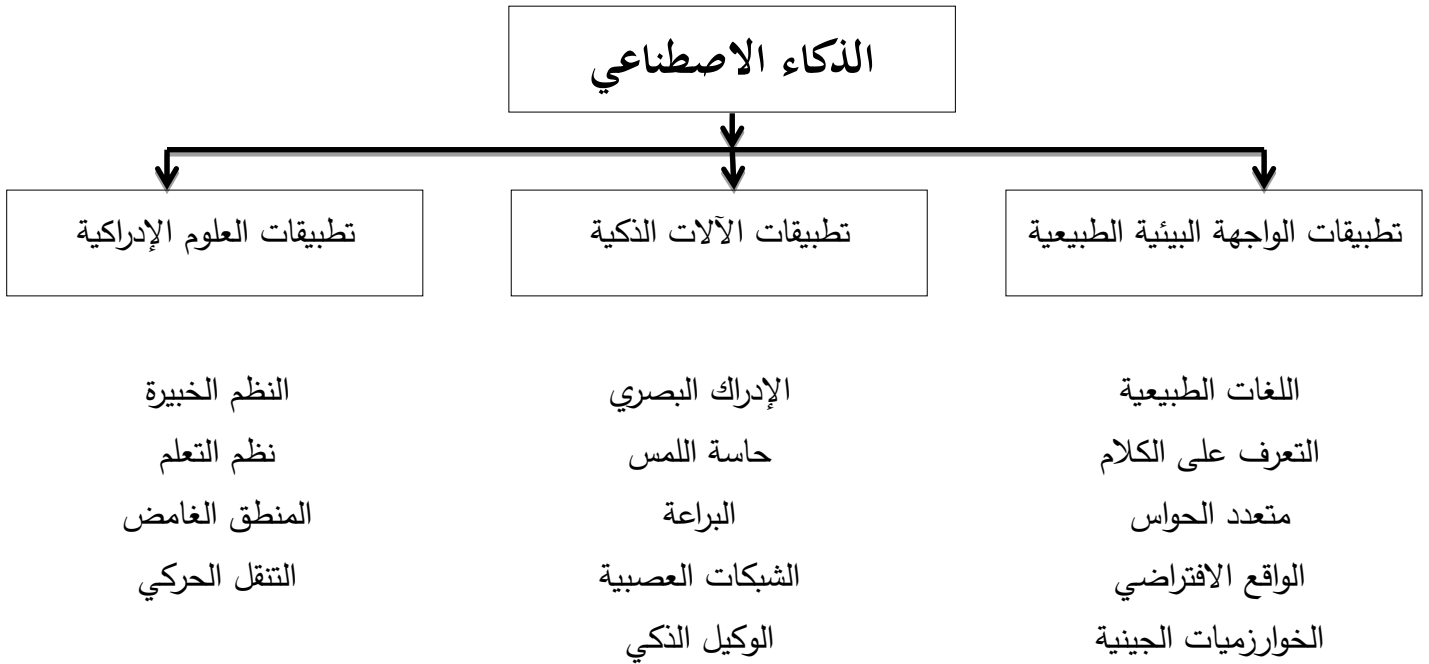 الذكاء الاصطناعي
تطبيقات الواجهة البيئية الطبيعية
تطبيقات الآلات الذكية
تطبيقات العلوم الإدراكية
اللغات الطبيعية
التعرف على الكلام
متعدد الحواس
الواقع الافتراضي
الخوارزميات الجينية
الإدراك البصري
حاسة اللمس
البراعة
الشبكات العصبية
الوكيل الذكي
النظم الخبيرة
نظم التعلم
المنطق الغامض
التنقل الحركي